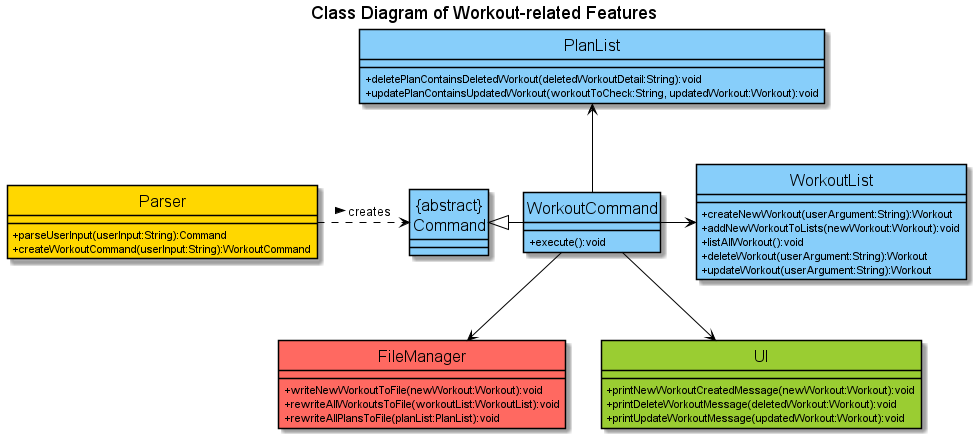 Class Diagram of Workout-related Features
PlanList
+deletePlanContainsDeletedWorkout(deletedWorkoutDetail:String):void
+updatePlanContainsUpdatedWorkout(workoutToCheck:String, updatedWorkout:Workout):void
Parser
+parseUserInput(userInput:String):Command
+createWorkoutCommand(userInput:String):WorkoutCommand
creates
{abstract}
Command
WorkoutCommand
+execute():void
WorkoutList
+createNewWorkout(userArgument:String):Workout
+addNewWorkoutToLists(newWorkout:Workout):void
+listAllWorkout():void
+deleteWorkout(userArgument:String):Workout
+updateWorkout(userArgument:String):Workout
FileManager
+writeNewWorkoutToFile(newWorkout:Workout):void
+rewriteAllWorkoutsToFile(workoutList:WorkoutList):void
+rewriteAllPlansToFile(planList:PlanList):void
UI
+printNewWorkoutCreatedMessage(newWorkout:Workout):void
+printDeleteWorkoutMessage(deletedWorkout:Workout):void
+printUpdateWorkoutMessage(updatedWorkout:Workout):void